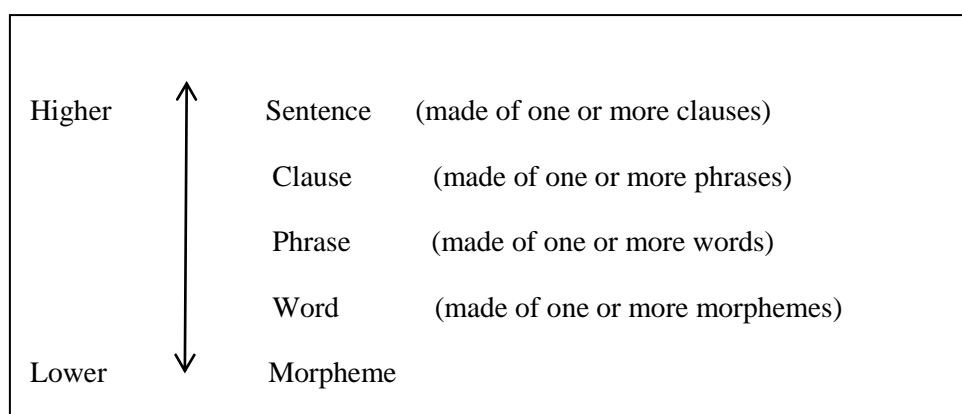 Higher Sentence (made of one or more clauses)
Clause (made of one or more phrases)
Phrase (made of one or more words)
Word (made of one or more morphemes)
Lower Morpheme